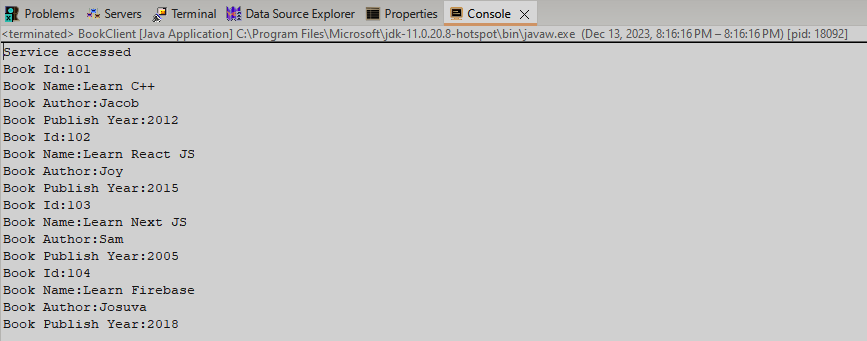 Problems Servers Terminal Data Source Explorer Properties Console
<terminated> BookClient [Java Application] C:\Program Files\Microsoft\jdk-11.0.20.8-hotspot\bin\javaw.exe (Dec 13, 2023, 8:16:16 PM – 8:16:16 PM) [pid: 18092]
Service accessed
Book Id:101
Book Name:Learn C++
Book Author:Jacob
Book Publish Year:2012
Book Id:102
Book Name:Learn React JS
Book Author:Joy
Book Publish Year:2015
Book Id:103
Book Name:Learn Next JS
Book Author:Sam
Book Publish Year:2005
Book Id:104
Book Name:Learn Firebase
Book Author:Josuva
Book Publish Year:2018